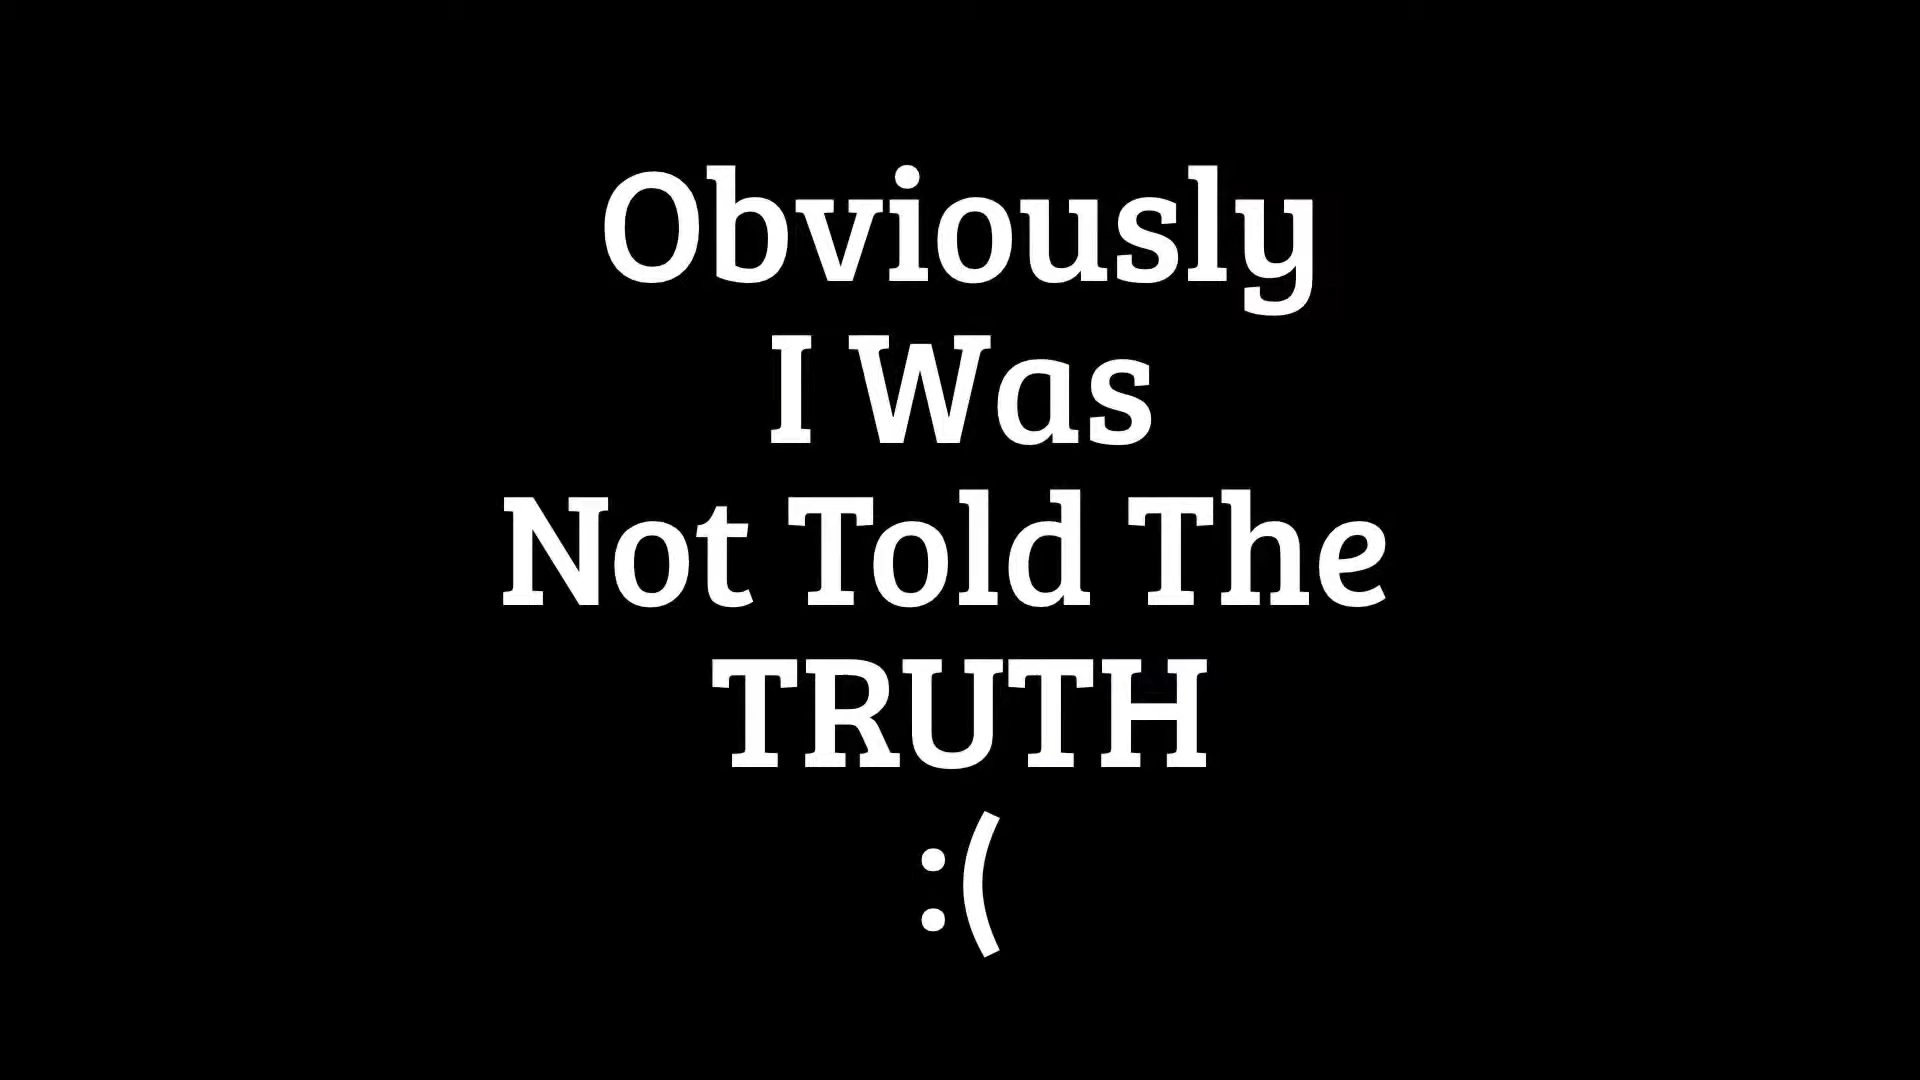 Obviously
I Was
Not Told The
TRUTH
:(